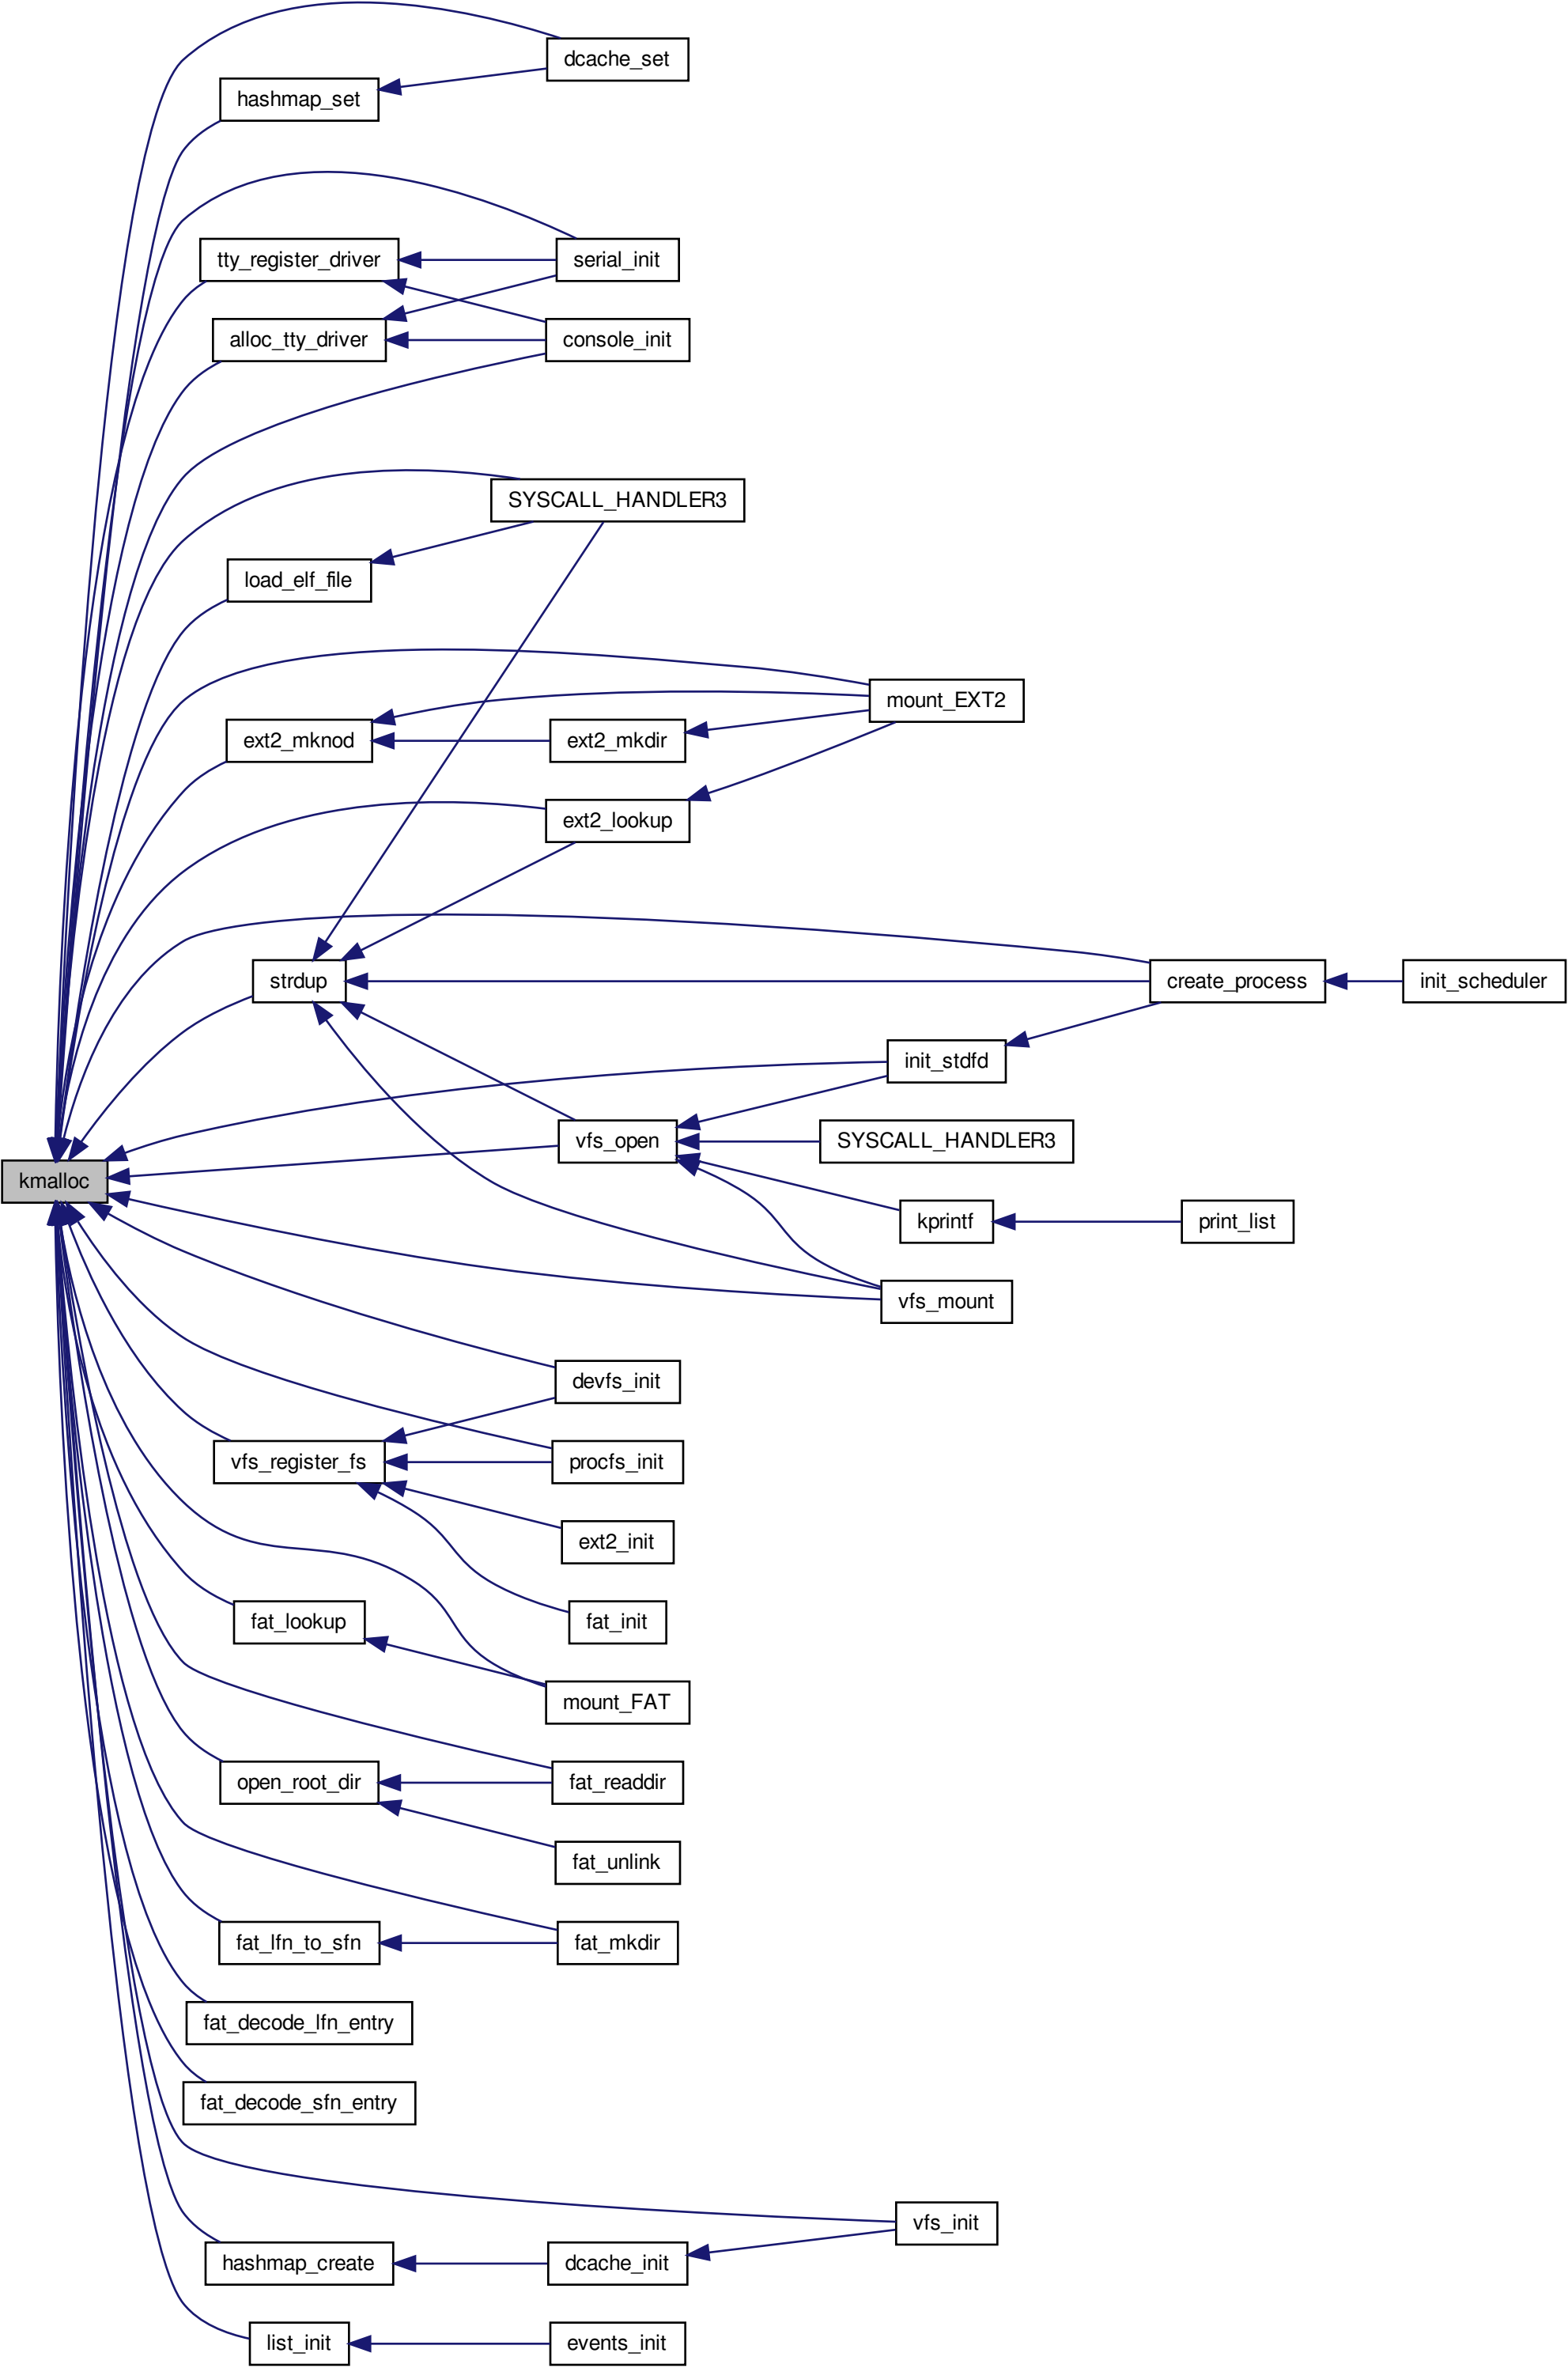 dcache_set
hashmap_set
tty_register_driver
serial_init
alloc_tty_driver
console_init
SYSCALL_HANDLER3
load_elf_file
mount_EXT2
ext2_mknod
ext2_mkdir
ext2_lookup
strdup
create_process
init_scheduler
init_stdfd
vfs_open
SYSCALL_HANDLER3
kmalloc
kprintf
print_list
vfs_mount
devfs_init
vfs_register_fs
procfs_init
ext2_init
fat_lookup
fat_init
mount_FAT
open_root_dir
fat_readdir
fat_unlink
fat_lfn_to_sfn
fat_mkdir
fat_decode_lfn_entry
fat_decode_sfn_entry
vfs_init
hashmap_create
dcache_init
list_init
events_init